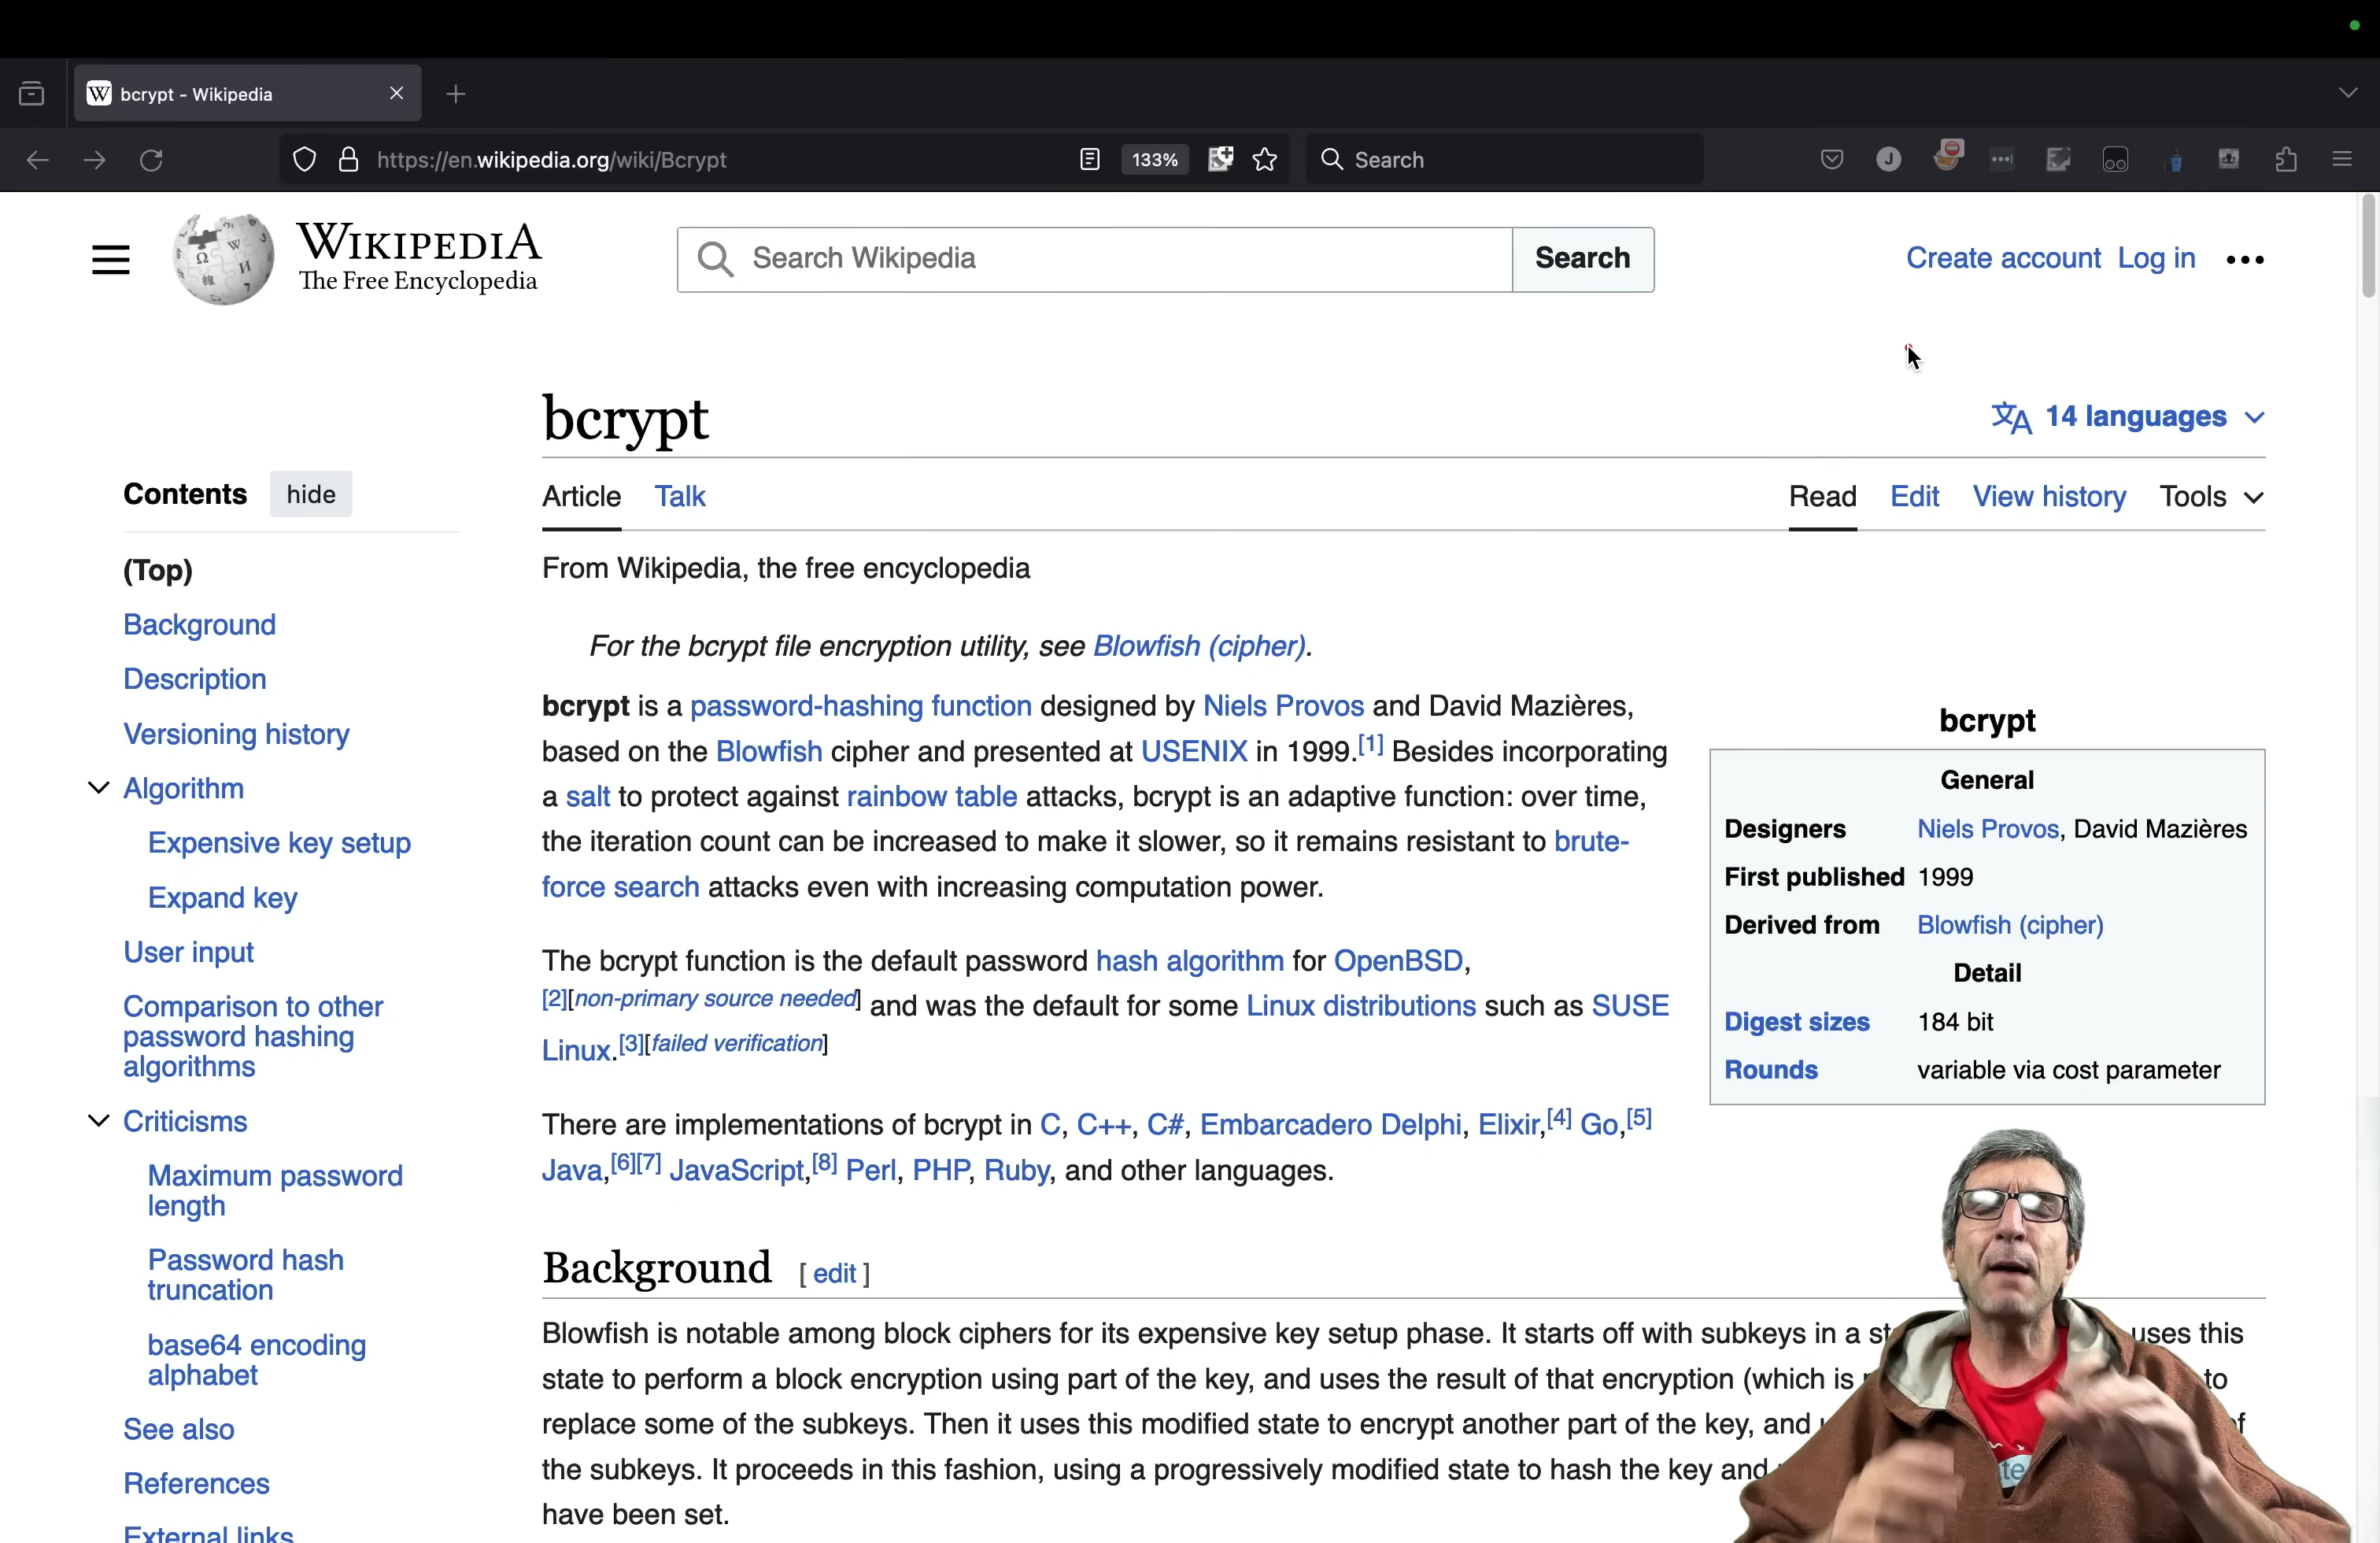 bcrypt - Wikipedia
https://en.wikipedia.org/wiki/Bcrypt
133%
Search
J
WIKIPEDIA
The Free Encyclopedia
Search Wikipedia
Search
Create account Log in
bcrypt
14 languages
Contents hide
Article Talk
Read Edit View history Tools
(Top)
Background
Description
Versioning history
Algorithm
Expensive key setup
Expand key
User input
Comparison to other
password hashing
algorithms
Criticisms
Maximum password
length
Password hash
truncation
base64 encoding
alphabet
See also
References
External links
From Wikipedia, the free encyclopedia
For the bcrypt file encryption utility, see Blowfish (cipher).
bcrypt is a password-hashing function designed by Niels Provos and David Mazières,
based on the Blowfish cipher and presented at USENIX in 1999.[1] Besides incorporating
a salt to protect against rainbow table attacks, bcrypt is an adaptive function: over time,
the iteration count can be increased to make it slower, so it remains resistant to brute-
force search attacks even with increasing computation power.
The bcrypt function is the default password hash algorithm for OpenBSD,
[2][non-primary source needed] and was the default for some Linux distributions such as SUSE
Linux.[3][failed verification]
There are implementations of bcrypt in C, C++, C#, Embarcadero Delphi, Elixir,[4] Go,[5]
Java,[6][7] JavaScript,[8] Perl, PHP, Ruby, and other languages.
bcrypt
General
Designers Niels Provos, David Mazières
First published 1999
Derived from Blowfish (cipher)
Detail
Digest sizes 184 bit
Rounds variable via cost parameter
Background [ edit ]
Blowfish is notable among block ciphers for its expensive key setup phase. It starts off with subkeys in a uses this
state to perform a block encryption using part of the key, and uses the result of that encryption (which is to
replace some of the subkeys. Then it uses this modified state to encrypt another part of the key, and
the subkeys. It proceeds in this fashion, using a progressively modified state to hash the key and
have been set.